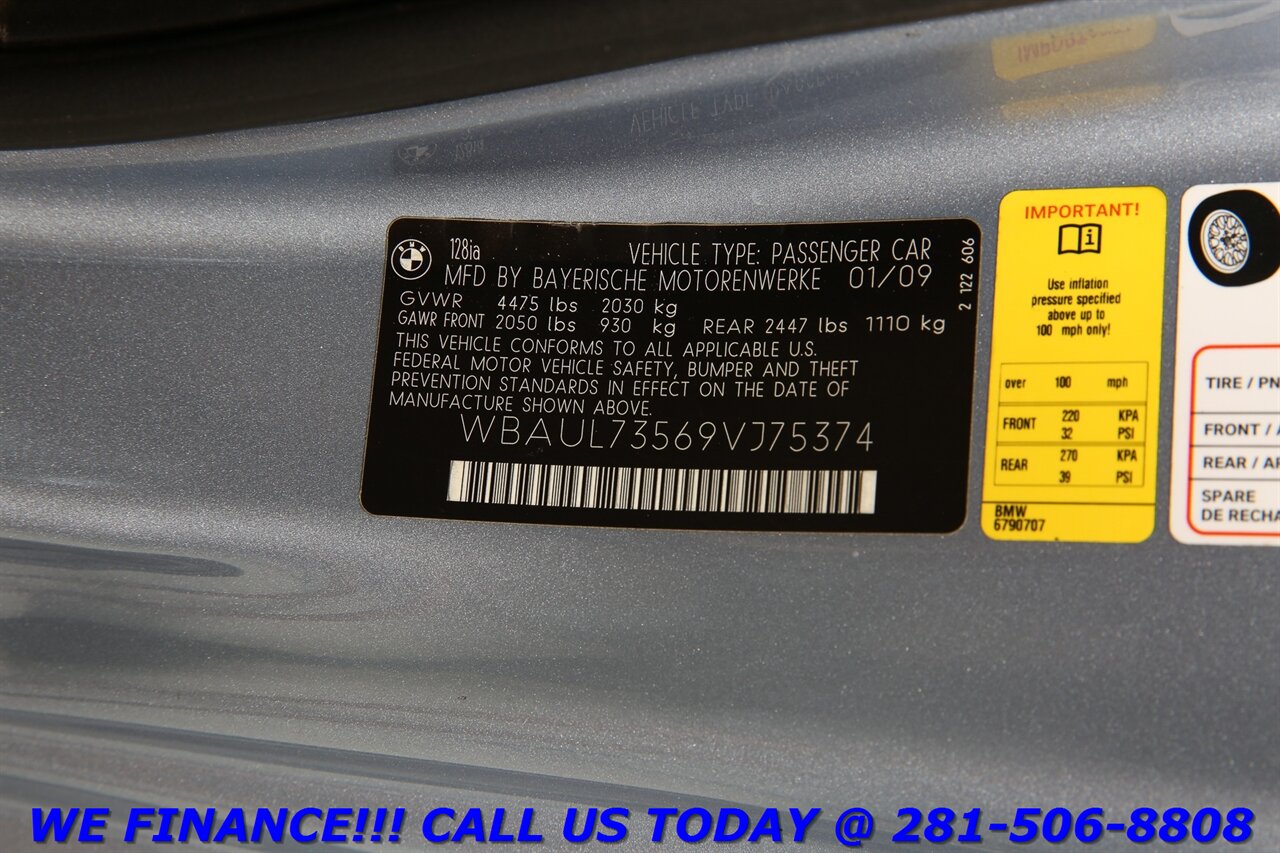 BMW
128ia VEHICLE TYPE: PASSENGER CAR
MFD BY BAYERISCHE MOTORENWERKE 01/09
GVWR 4475 lbs 2030 kg
GAWR FRONT 2050 lbs 930 kg REAR 2447 lbs 1110 kg
THIS VEHICLE CONFORMS TO ALL APPLICABLE U.S.
FEDERAL MOTOR VEHICLE SAFETY, BUMPER AND THEFT
PREVENTION STANDARDS IN EFFECT ON THE DATE OF
MANUFACTURE SHOWN ABOVE.
WBAUL73569VJ75374
2 122 606
IMPORTANT!
i
Use inflation
pressure specified
above up to
100 mph only!
over 100 mph
FRONT 220 KPA
32 PSI
REAR 270 KPA
39 PSI
BMW
6790707
TIRE / PN
FRONT / A
REAR / AR
SPARE
DE RECHA
WE FINANCE!!! CALL US TODAY @ 281-506-8808